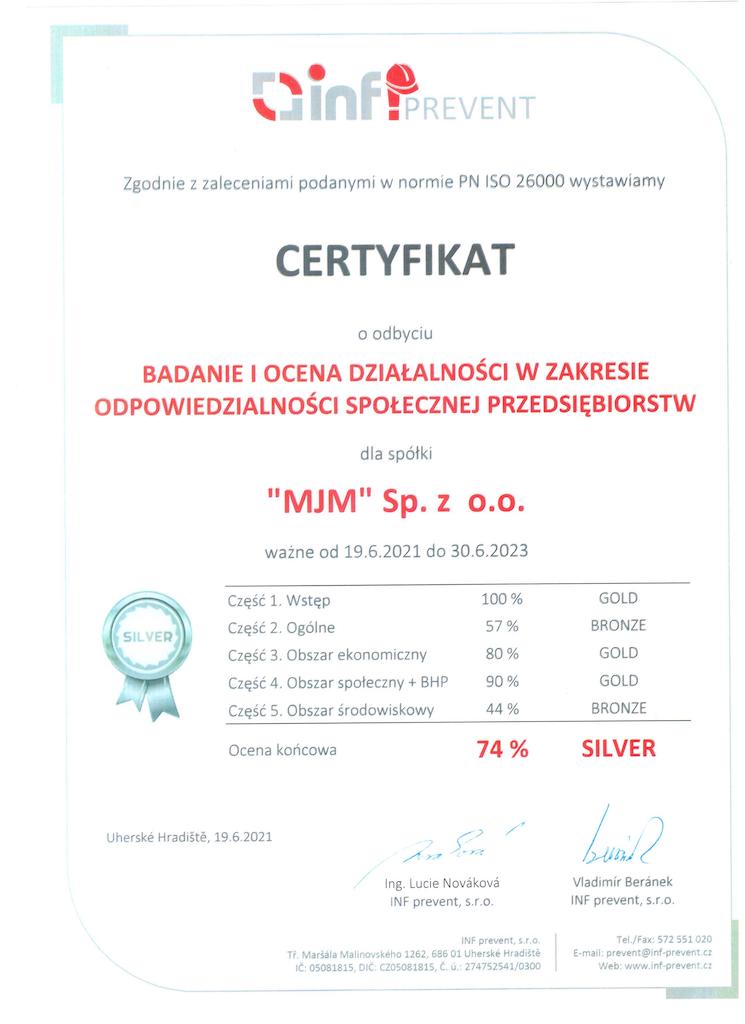 inf PREVENT
Zgodnie z zaleceniami podanymi w normie PN ISO 26000 wystawiamy
CERTYFIKAT
o odbyciu
BADANIE I OCENA DZIAŁALNOŚCI W ZAKRESIE
ODPOWIEDZIALNOŚCI SPOŁECZNEJ PRZEDSIĘBIORSTW
dla spółki
"MJM" Sp. z o.o.
ważne od 19.6.2021 do 30.6.2023
SILVER
Część 1. Wstęp 100 % GOLD
Część 2. Ogólne 57 % BRONZE
Część 3. Obszar ekonomiczny 80 % GOLD
Część 4. Obszar społeczny + BHP 90 % GOLD
Część 5. Obszar środowiskowy 44 % BRONZE
Ocena końcowa 74 % SILVER
Uherské Hradiště, 19.6.2021
Ing. Lucie Nováková
INF prevent, s.r.o.
Vladimír Beránek
INF prevent, s.r.o.
INF prevent, s.r.o.
Tř. Maršála Malinovského 1262, 686 01 Uherské Hradiště
IČ: 05081815, DIČ: CZ05081815, Č. ú.: 274752541/0300
Tel./Fax: 572 551 020
E-mail: prevent@inf-prevent.cz
Web: www.inf-prevent.cz